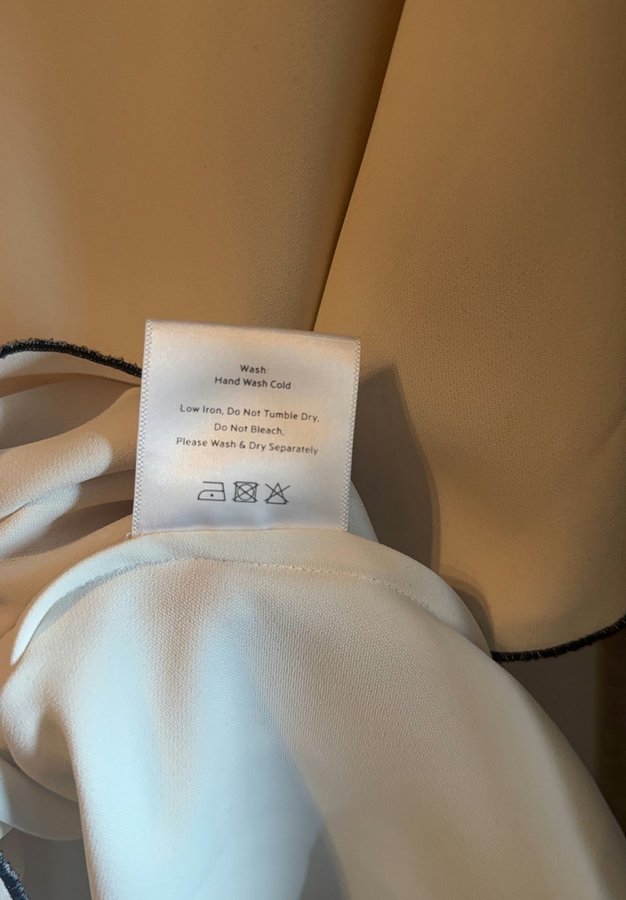 Wash:
Hand Wash Cold
Low Iron, Do Not Tumble Dry,
Do Not Bleach,
Please Wash & Dry Separately